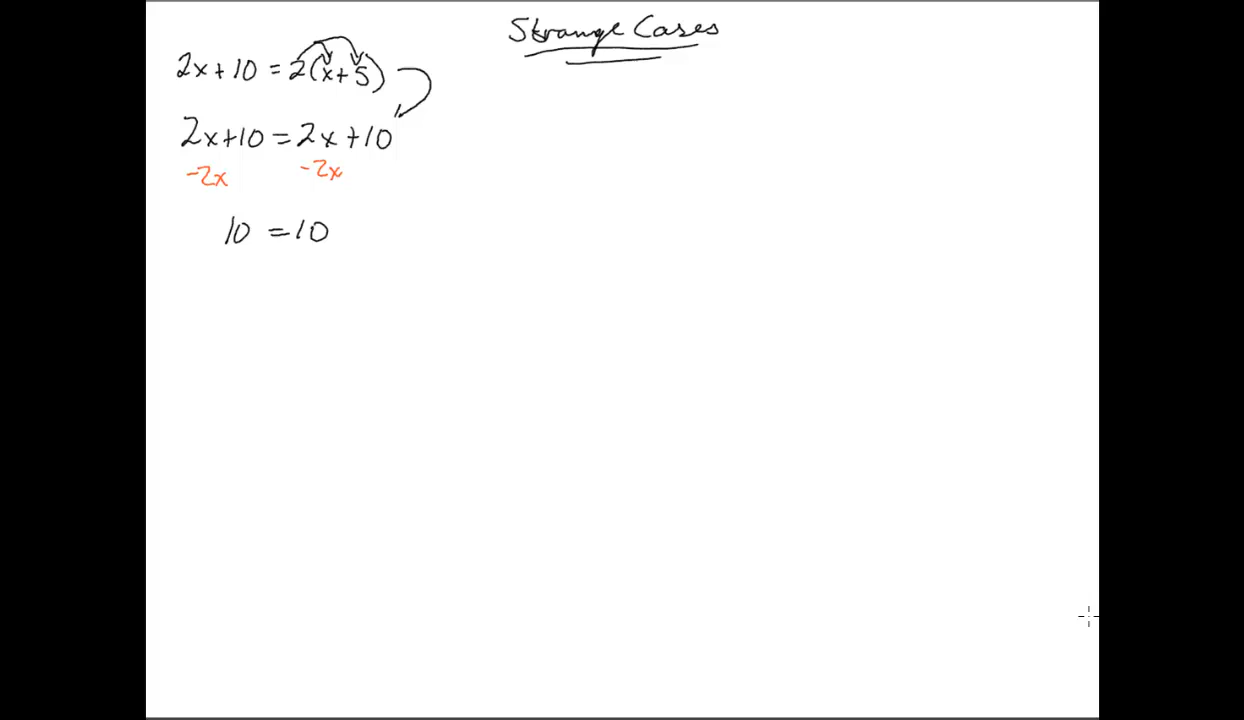 Strange Cases
2x + 10 = 2(x + 5)
2x + 10 = 2x + 10
-2x -2x
10 = 10